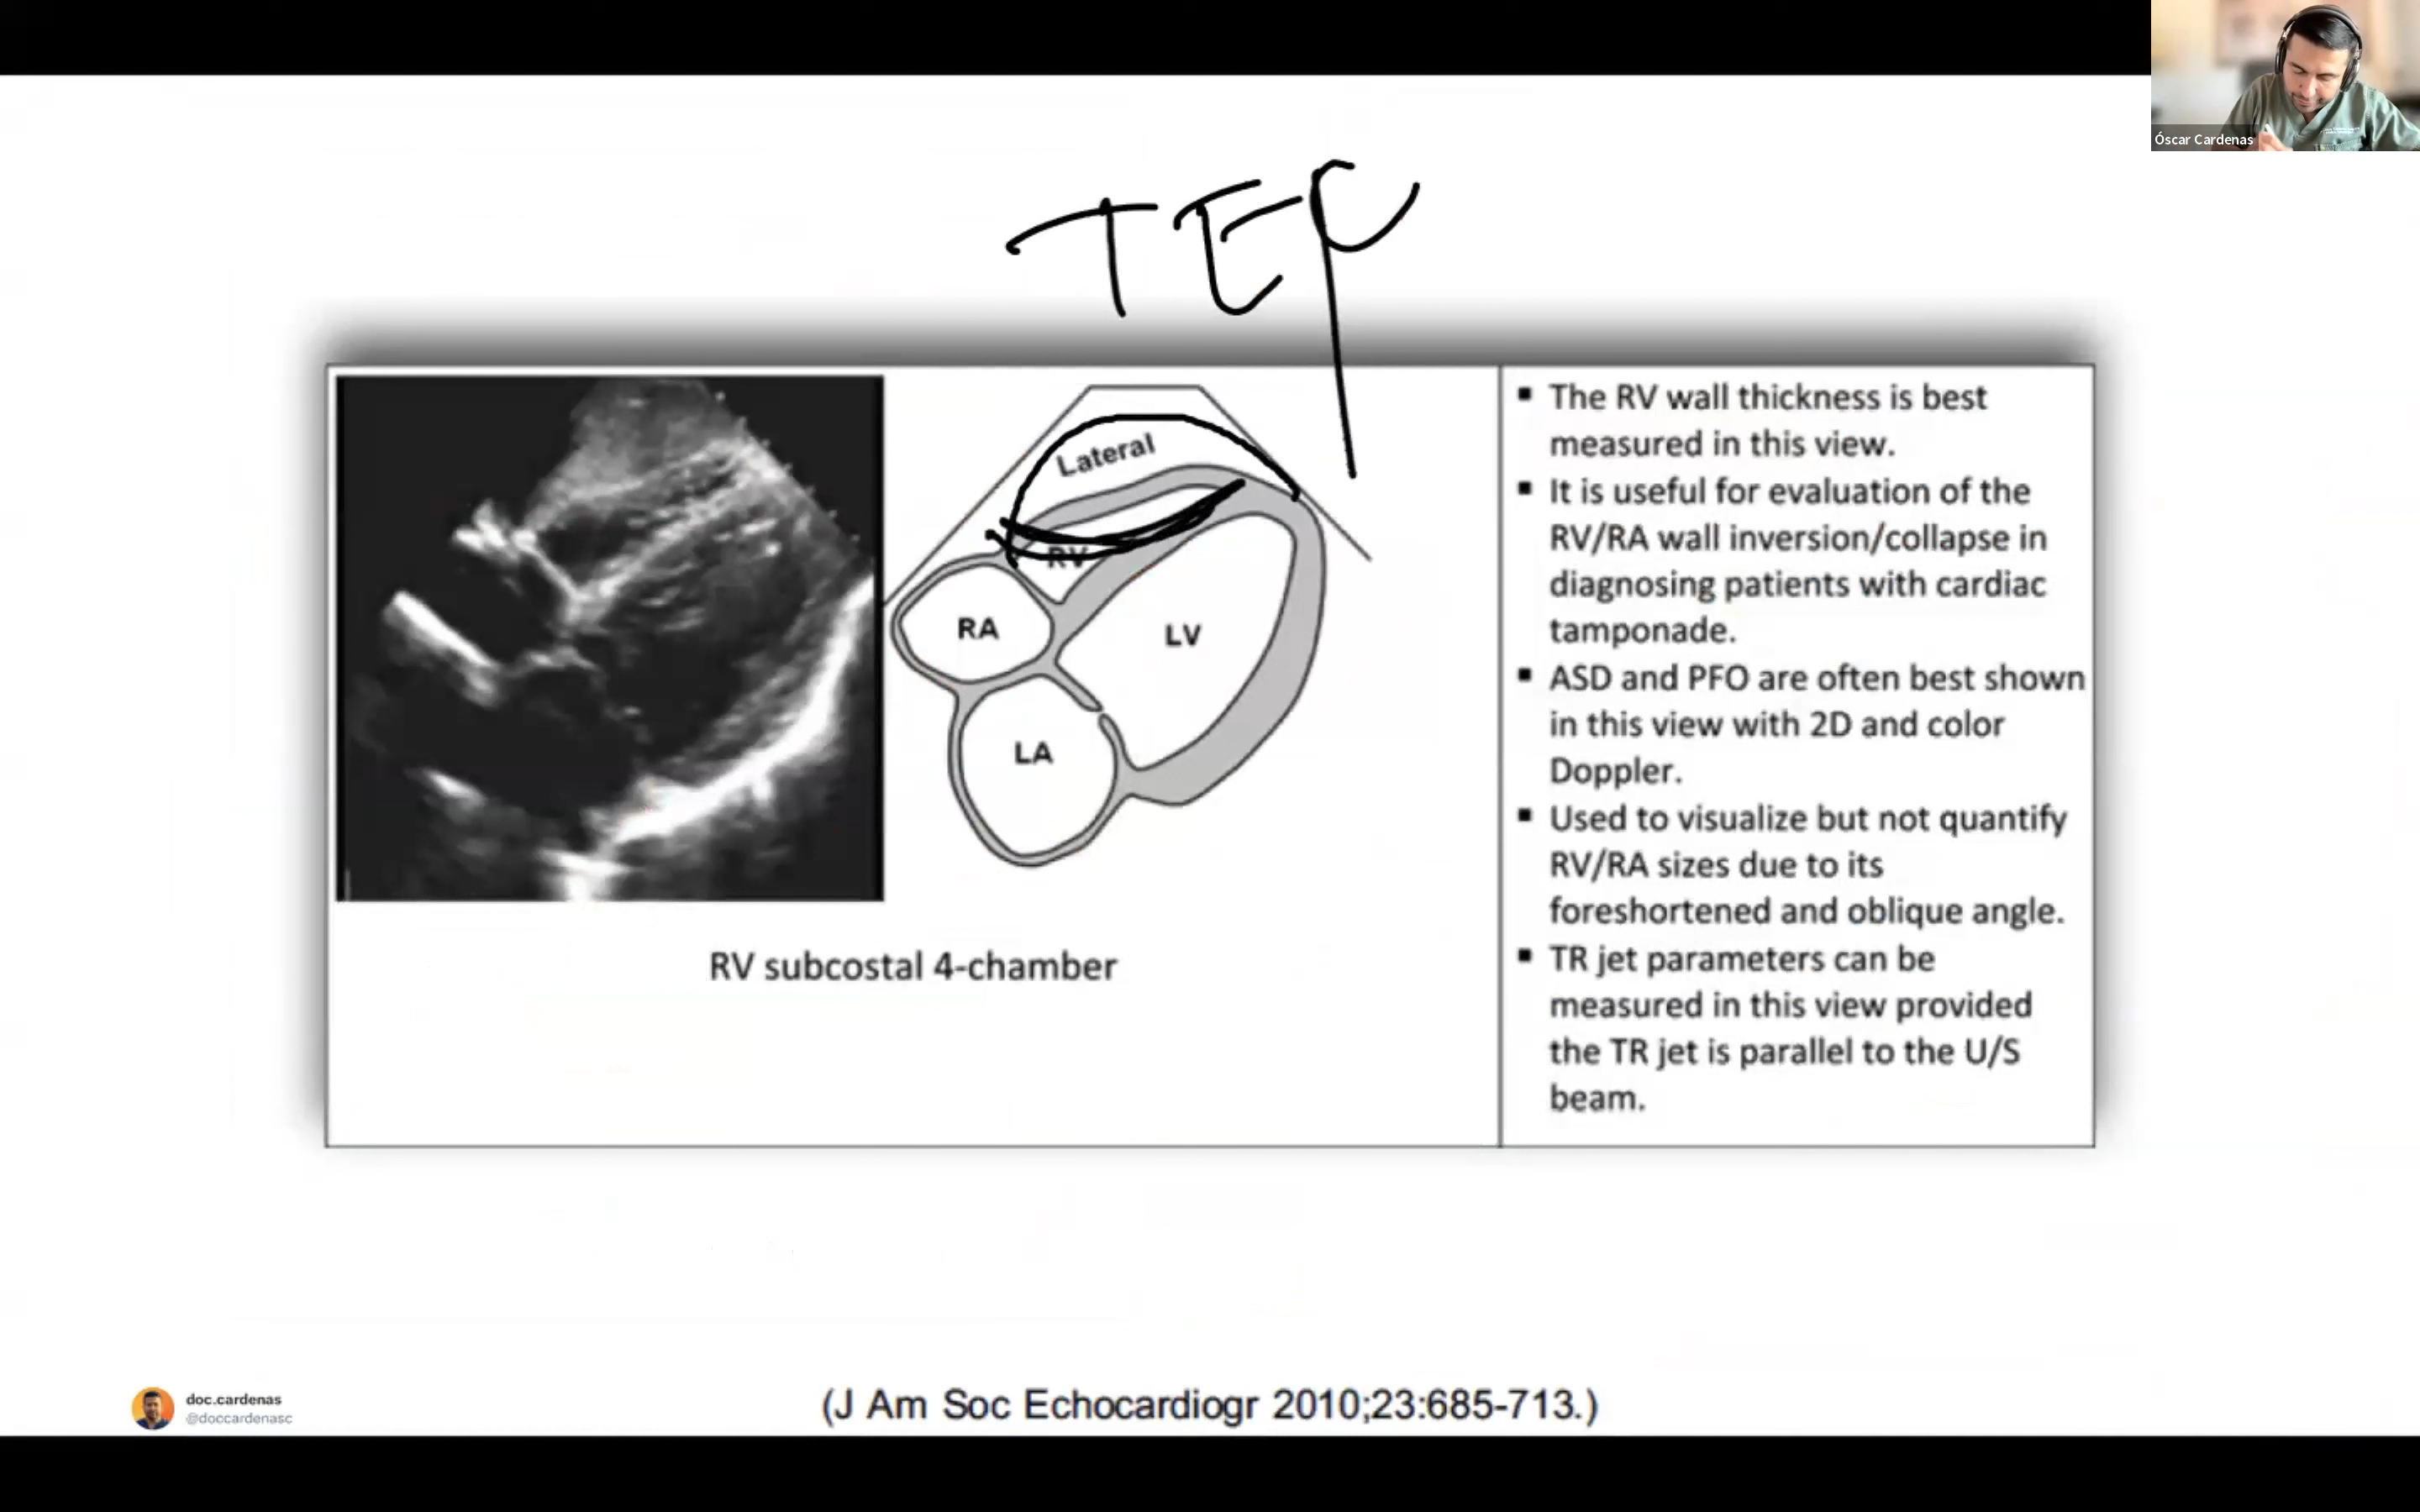 Óscar Cardenas
TEP
Lateral
RV
RA
LV
LA
RV subcostal 4-chamber
▪ The RV wall thickness is best
measured in this view.
▪ It is useful for evaluation of the
RV/RA wall inversion/collapse in
diagnosing patients with cardiac
tamponade.
▪ ASD and PFO are often best shown
in this view with 2D and color
Doppler.
▪ Used to visualize but not quantify
RV/RA sizes due to its
foreshortened and oblique angle.
▪ TR jet parameters can be
measured in this view provided
the TR jet is parallel to the U/S
beam.
doc.cardenas
@doccardenasc
(J Am Soc Echocardiogr 2010;23:685-713.)